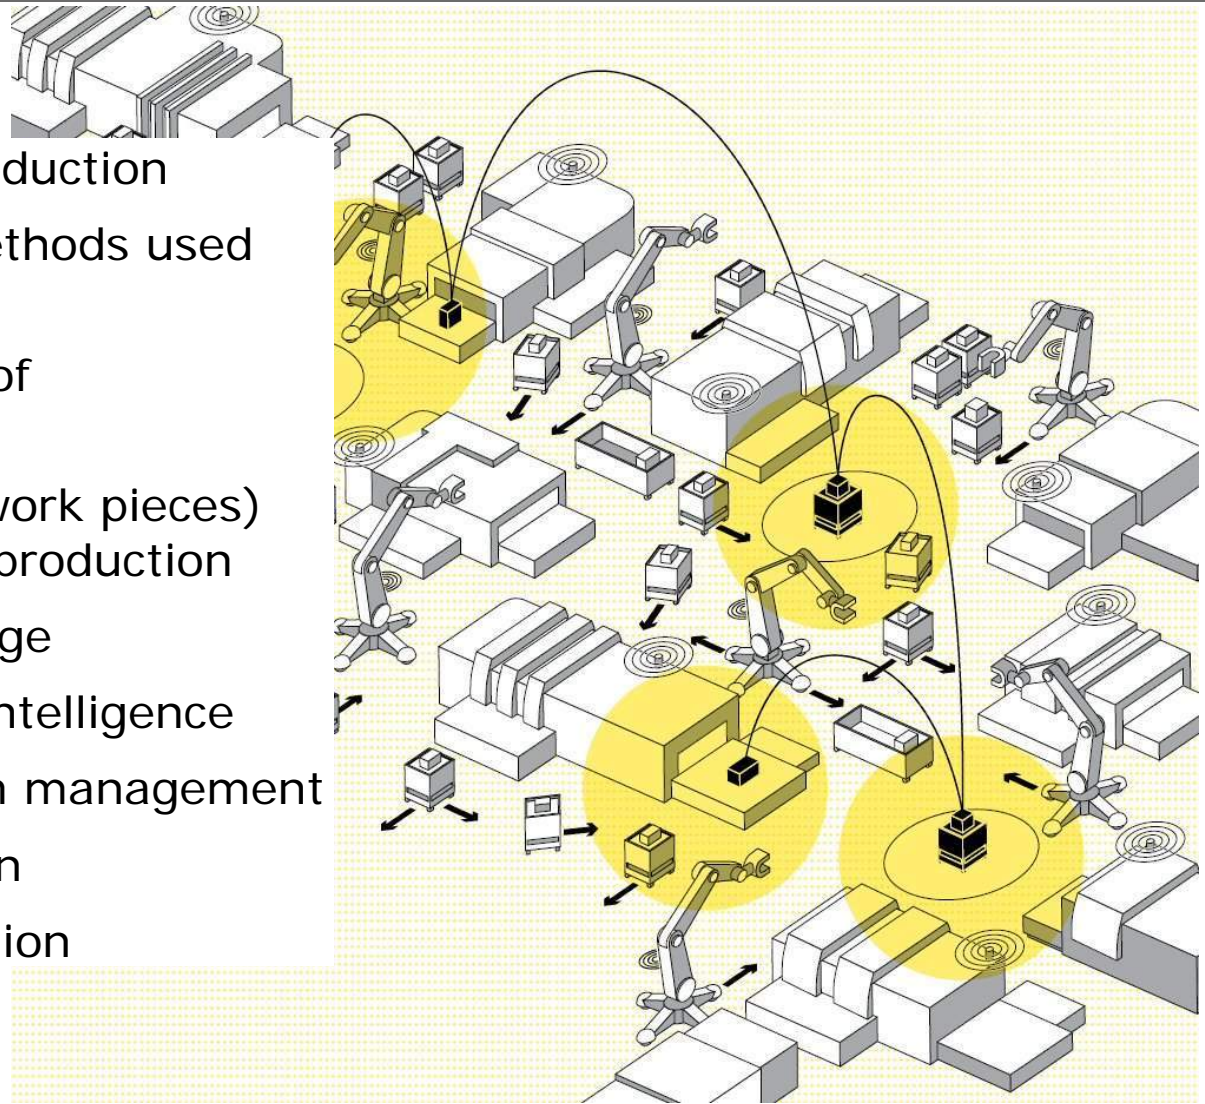 duction
ethods used
of
work pieces)
production
ge
ntelligence
n management
n
ion